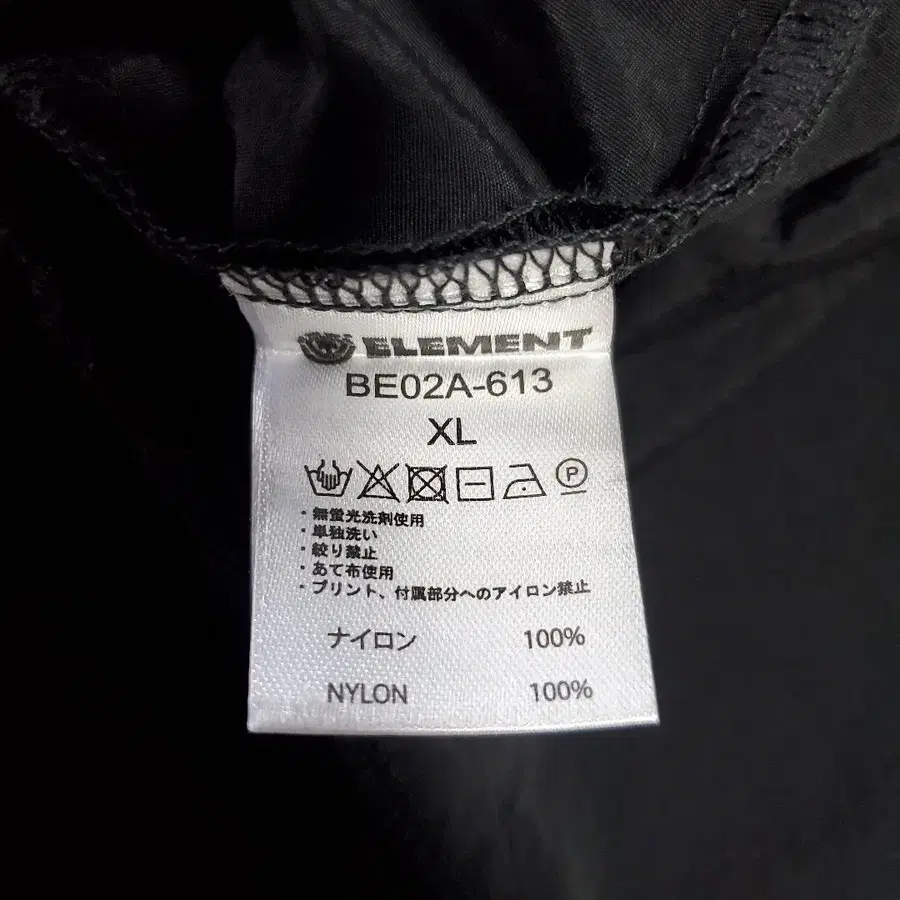 ELEMENT
BE02A-613
XL
P
・無蛍光洗剤使用
・単独洗い
・絞り禁止
・あて布使用
・プリント、付属部分へのアイロン禁止
ナイロン 100%
NYLON 100%